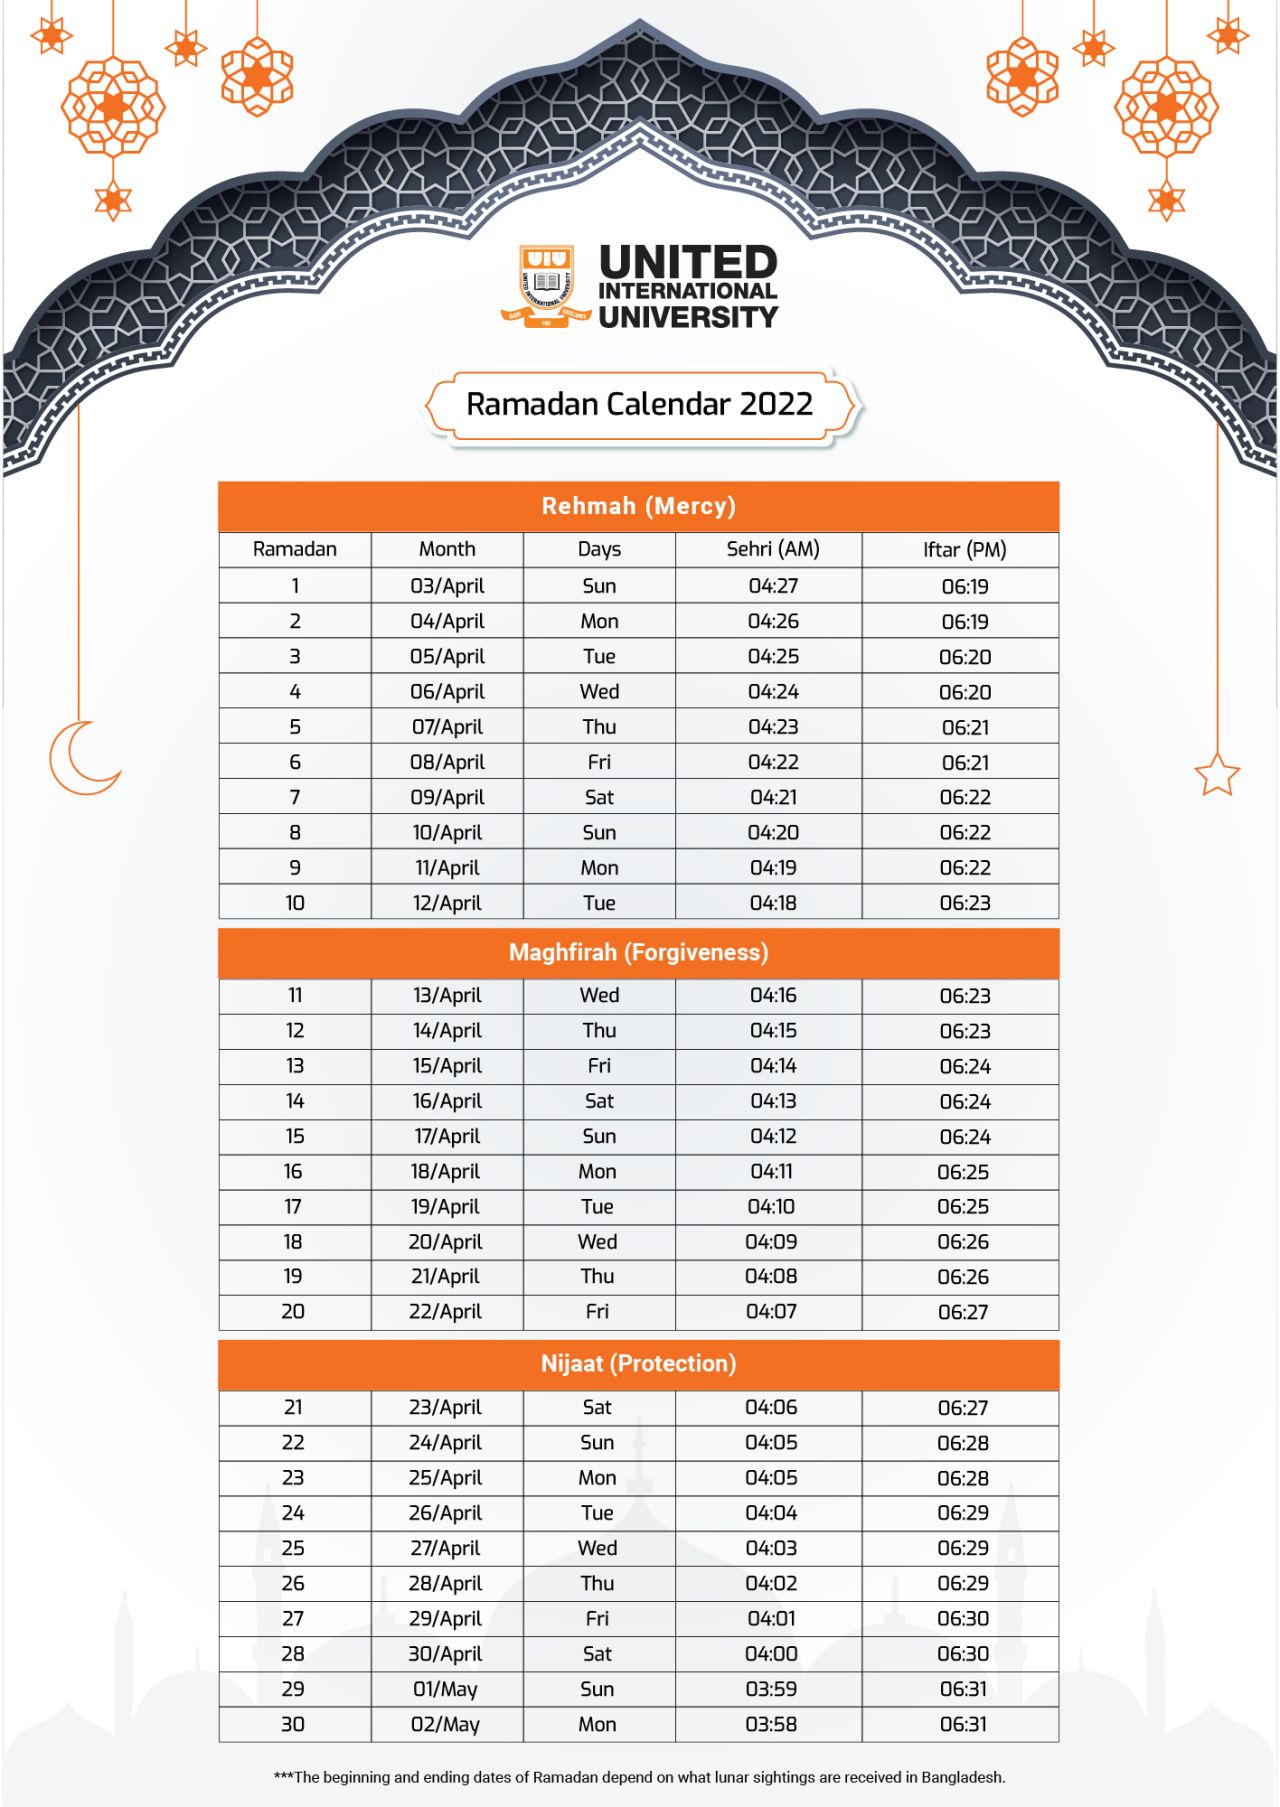 UIU
UNITED INTERNATIONAL UNIVERSITY
QUEST FOR EXCELLENCE
UNITED
INTERNATIONAL
UNIVERSITY
Ramadan Calendar 2022
Rehmah (Mercy)
Ramadan Month Days Sehri (AM) Iftar (PM)
1 03/April Sun 04:27 06:19
2 04/April Mon 04:26 06:19
3 05/April Tue 04:25 06:20
4 06/April Wed 04:24 06:20
5 07/April Thu 04:23 06:21
6 08/April Fri 04:22 06:21
7 09/April Sat 04:21 06:22
8 10/April Sun 04:20 06:22
9 11/April Mon 04:19 06:22
10 12/April Tue 04:18 06:23
Maghfirah (Forgiveness)
11 13/April Wed 04:16 06:23
12 14/April Thu 04:15 06:23
13 15/April Fri 04:14 06:24
14 16/April Sat 04:13 06:24
15 17/April Sun 04:12 06:24
16 18/April Mon 04:11 06:25
17 19/April Tue 04:10 06:25
18 20/April Wed 04:09 06:26
19 21/April Thu 04:08 06:26
20 22/April Fri 04:07 06:27
Nijaat (Protection)
21 23/April Sat 04:06 06:27
22 24/April Sun 04:05 06:28
23 25/April Mon 04:05 06:28
24 26/April Tue 04:04 06:29
25 27/April Wed 04:03 06:29
26 28/April Thu 04:02 06:29
27 29/April Fri 04:01 06:30
28 30/April Sat 04:00 06:30
29 01/May Sun 03:59 06:31
30 02/May Mon 03:58 06:31
***The beginning and ending dates of Ramadan depend on what lunar sightings are received in Bangladesh.